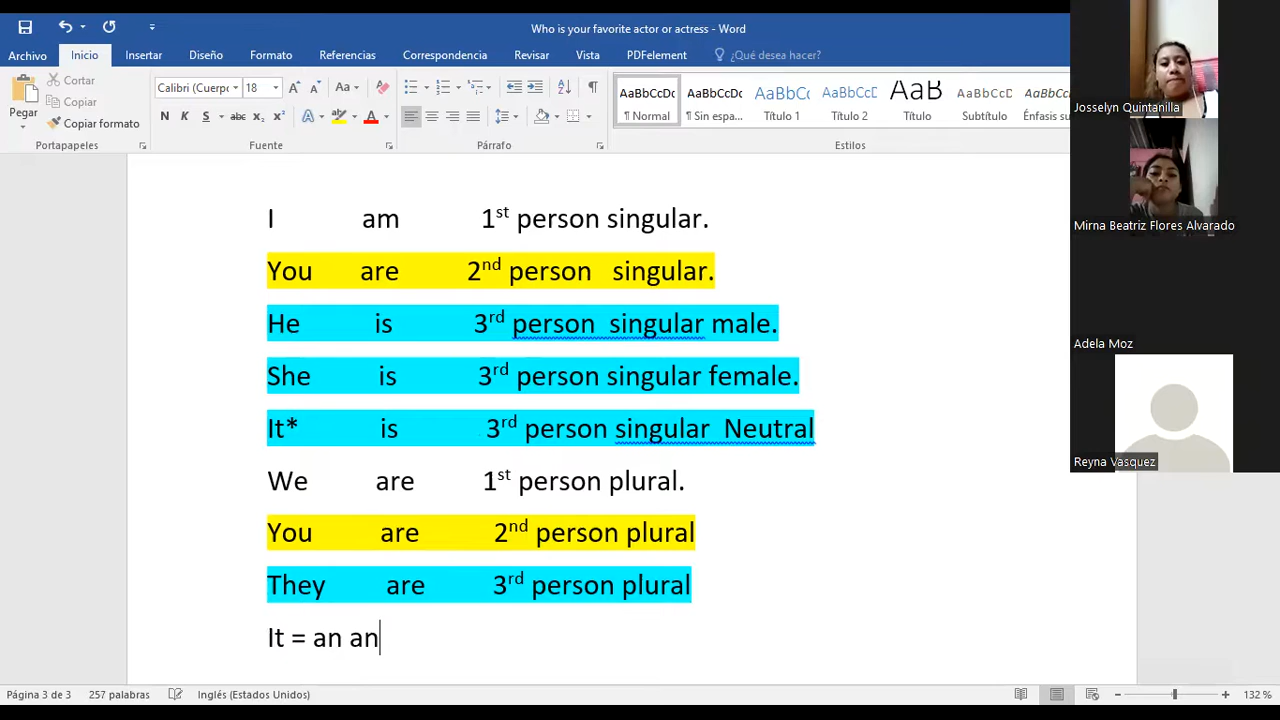 Who is your favorite actor or actress - Word
Archivo Inicio Insertar Diseño Formato Referencias Correspondencia Revisar Vista PDFelement ¿Qué desea hacer?
Pegar
Cortar
Copiar
Copiar formato
Portapapeles
Calibri (Cuerpo 18
Fuente
Párrafo
AaBbCcDc AaBbCcDc AaBbCc AaBbCcD AaB AaBbCcD AaBbCcDc
¶ Normal ¶ Sin espa... Título 1 Título 2 Título Subtítulo Énfasis su
Estilos
I am 1st person singular.
You are 2nd person singular.
He is 3rd person singular male.
She is 3rd person singular female.
It* is 3rd person singular Neutral
We are 1st person plural.
You are 2nd person plural
They are 3rd person plural
It = an an
Josselyn Quintanilla
Mirna Beatriz Flores Alvarado
Adela Moz
Reyna Vasquez
Página 3 de 3 257 palabras Inglés (Estados Unidos) 132 %